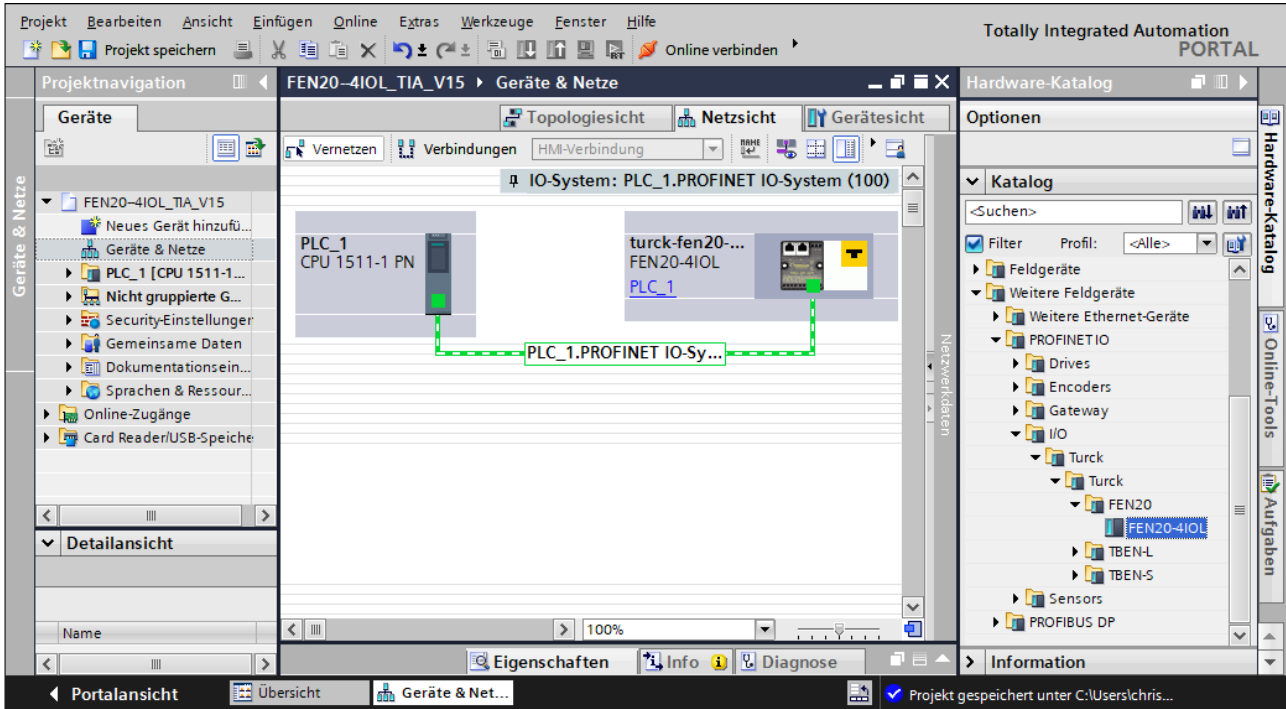 Projekt Bearbeiten Ansicht Einfügen Online Extras Werkzeuge Fenster Hilfe
Totally Integrated Automation
PORTAL
Projekt speichern
Online verbinden
Projektnavigation
FEN20--4IOL_TIA_V15 Geräte & Netze
Hardware-Katalog
Geräte
Topologiesicht
Netzsicht
Gerätesicht
Optionen
Vernetzen
Verbindungen
HMI-Verbindung
IO-System: PLC_1.PROFINET IO-System (100)
Geräte & Netze
FEN20--4IOL_TIA_V15
Neues Gerät hinzufü...
Geräte & Netze
PLC_1 [CPU 1511-1...
Nicht gruppierte G...
Security-Einstellunger
Gemeinsame Daten
Dokumentationsein...
Sprachen & Ressour...
Online-Zugänge
Card Reader/USB-Speiche
Detailansicht
Name
PLC_1
CPU 1511-1 PN
turck-fen20-...
FEN20-4IOL
PLC_1
PLC_1.PROFINET IO-Sy...
Netzwerkdaten
100%
Eigenschaften
Info
Diagnose
Katalog
<Suchen>
Filter
Profil:
<Alle>
Feldgeräte
Weitere Feldgeräte
Weitere Ethernet-Geräte
PROFINET IO
Drives
Encoders
Gateway
I/O
Turck
Turck
FEN20
FEN20-4IOL
TBEN-L
TBEN-S
Sensors
PROFIBUS DP
Information
Hardware-Katalog
Online-Tools
Aufgaben
Portalansicht
Übersicht
Geräte & Net...
Projekt gespeichert unter C:\Users\chris...